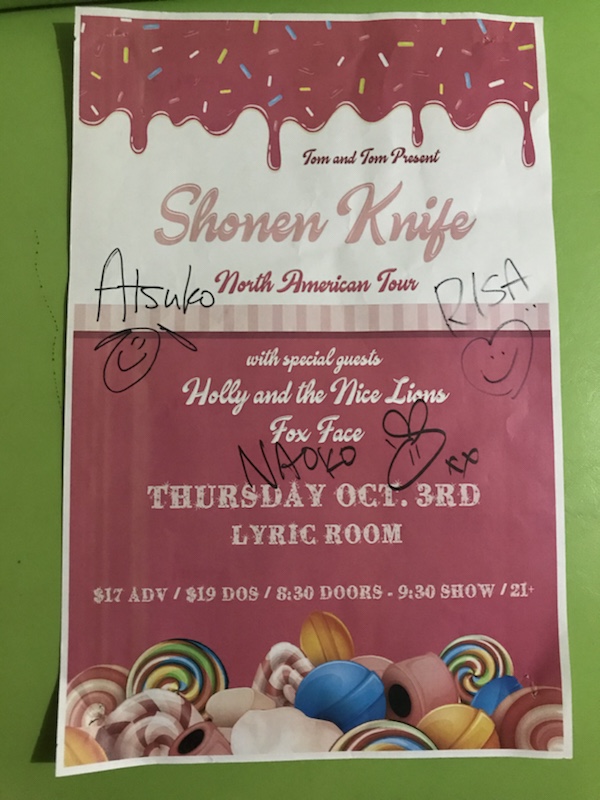 Tom and Tom Present
Shonen Knife
Atsuko
North American Tour
RISA
with special guests
Holly and the Nice Lions
Fox Face
NAOKO xx
THURSDAY OCT. 3RD
LYRIC ROOM
$17 ADV / $19 DOS / 8:30 DOORS - 9:30 SHOW / 21+